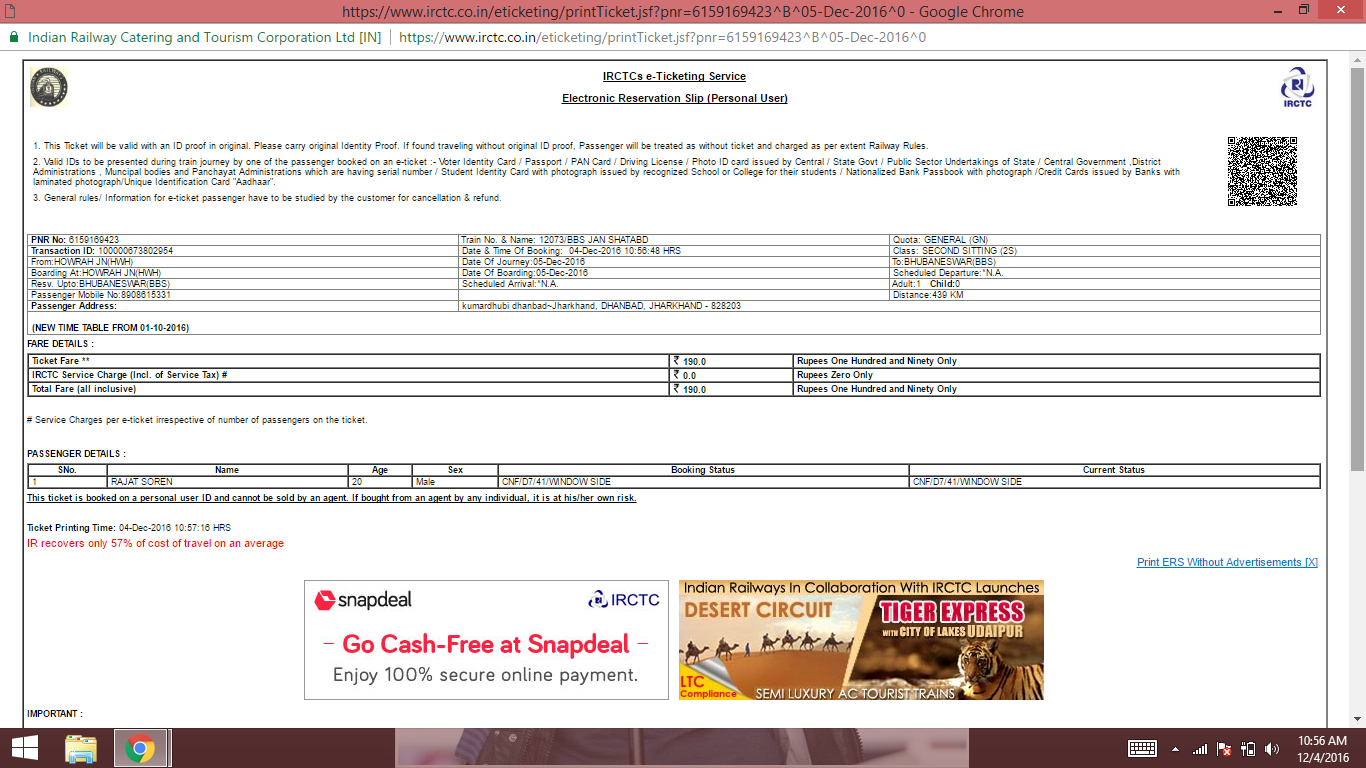 https://www.irctc.co.in/eticketing/printTicket.jsf?pnr=6159169423^B^05-Dec-2016^0 - Google Chrome
Indian Railway Catering and Tourism Corporation Ltd [IN] https://www.irctc.co.in/eticketing/printTicket.jsf?pnr=6159169423^B^05-Dec-2016^0
IRCTCs e-Ticketing Service
Electronic Reservation Slip (Personal User)
IRCTC
1. This Ticket will be valid with an ID proof in original. Please carry original Identity Proof. If found traveling without original ID proof, Passenger will be treated as without ticket and charged as per extent Railway Rules.
2. Valid IDs to be presented during train journey by one of the passenger booked on an e-ticket :- Voter Identity Card / Passport / PAN Card / Driving License / Photo ID card issued by Central / State Govt / Public Sector Undertakings of State / Central Government ,District
Administrations , Muncipal bodies and Panchayat Administrations which are having serial number / Student Identity Card with photograph issued by recognized School or College for their students / Nationalized Bank Passbook with photograph /Credit Cards issued by Banks with
laminated photograph/Unique Identification Card "Aadhaar".
3. General rules/ Information for e-ticket passenger have to be studied by the customer for cancellation & refund.
PNR No: 6159169423 Train No. & Name: 12073/BBS JAN SHATABD Quota: GENERAL (GN)
Transaction ID: 100000673802954 Date & Time Of Booking: 04-Dec-2016 10:56:48 HRS Class: SECOND SITTING (2S)
From:HOWRAH JN(HWH) Date Of Journey:05-Dec-2016 To:BHUBANESWAR(BBS)
Boarding At:HOWRAH JN(HWH) Date Of Boarding:05-Dec-2016 Scheduled Departure:*N.A.
Resv. Upto:BHUBANESWAR(BBS) Scheduled Arrival:*N.A. Adult:1 Child:0
Passenger Mobile No:8908615331 Distance:439 KM
Passenger Address: kumardhubi dhanbad~Jharkhand, DHANBAD, JHARKHAND - 828203
(NEW TIME TABLE FROM 01-10-2016)
FARE DETAILS :
Ticket Fare ** ₹ 190.0 Rupees One Hundred and Ninety Only
IRCTC Service Charge (Incl. of Service Tax) # ₹ 0.0 Rupees Zero Only
Total Fare (all inclusive) ₹ 190.0 Rupees One Hundred and Ninety Only
# Service Charges per e-ticket irrespective of number of passengers on the ticket.
PASSENGER DETAILS :
SNo. Name Age Sex Booking Status Current Status
1 RAJAT SOREN 20 Male CNF/D7/41/WINDOW SIDE CNF/D7/41/WINDOW SIDE
This ticket is booked on a personal user ID and cannot be sold by an agent. If bought from an agent by any individual, it is at his/her own risk.
Ticket Printing Time: 04-Dec-2016 10:57:16 HRS
IR recovers only 57% of cost of travel on an average
Print ERS Without Advertisements [X]
snapdeal IRCTC
– Go Cash-Free at Snapdeal –
Enjoy 100% secure online payment.
Indian Railways In Collaboration With IRCTC Launches
DESERT CIRCUIT TIGER EXPRESS
WITH CITY OF LAKES UDAIPUR
LTC
Compliance SEMI LUXURY AC TOURIST TRAINS
IMPORTANT :
10:56 AM
12/4/2016